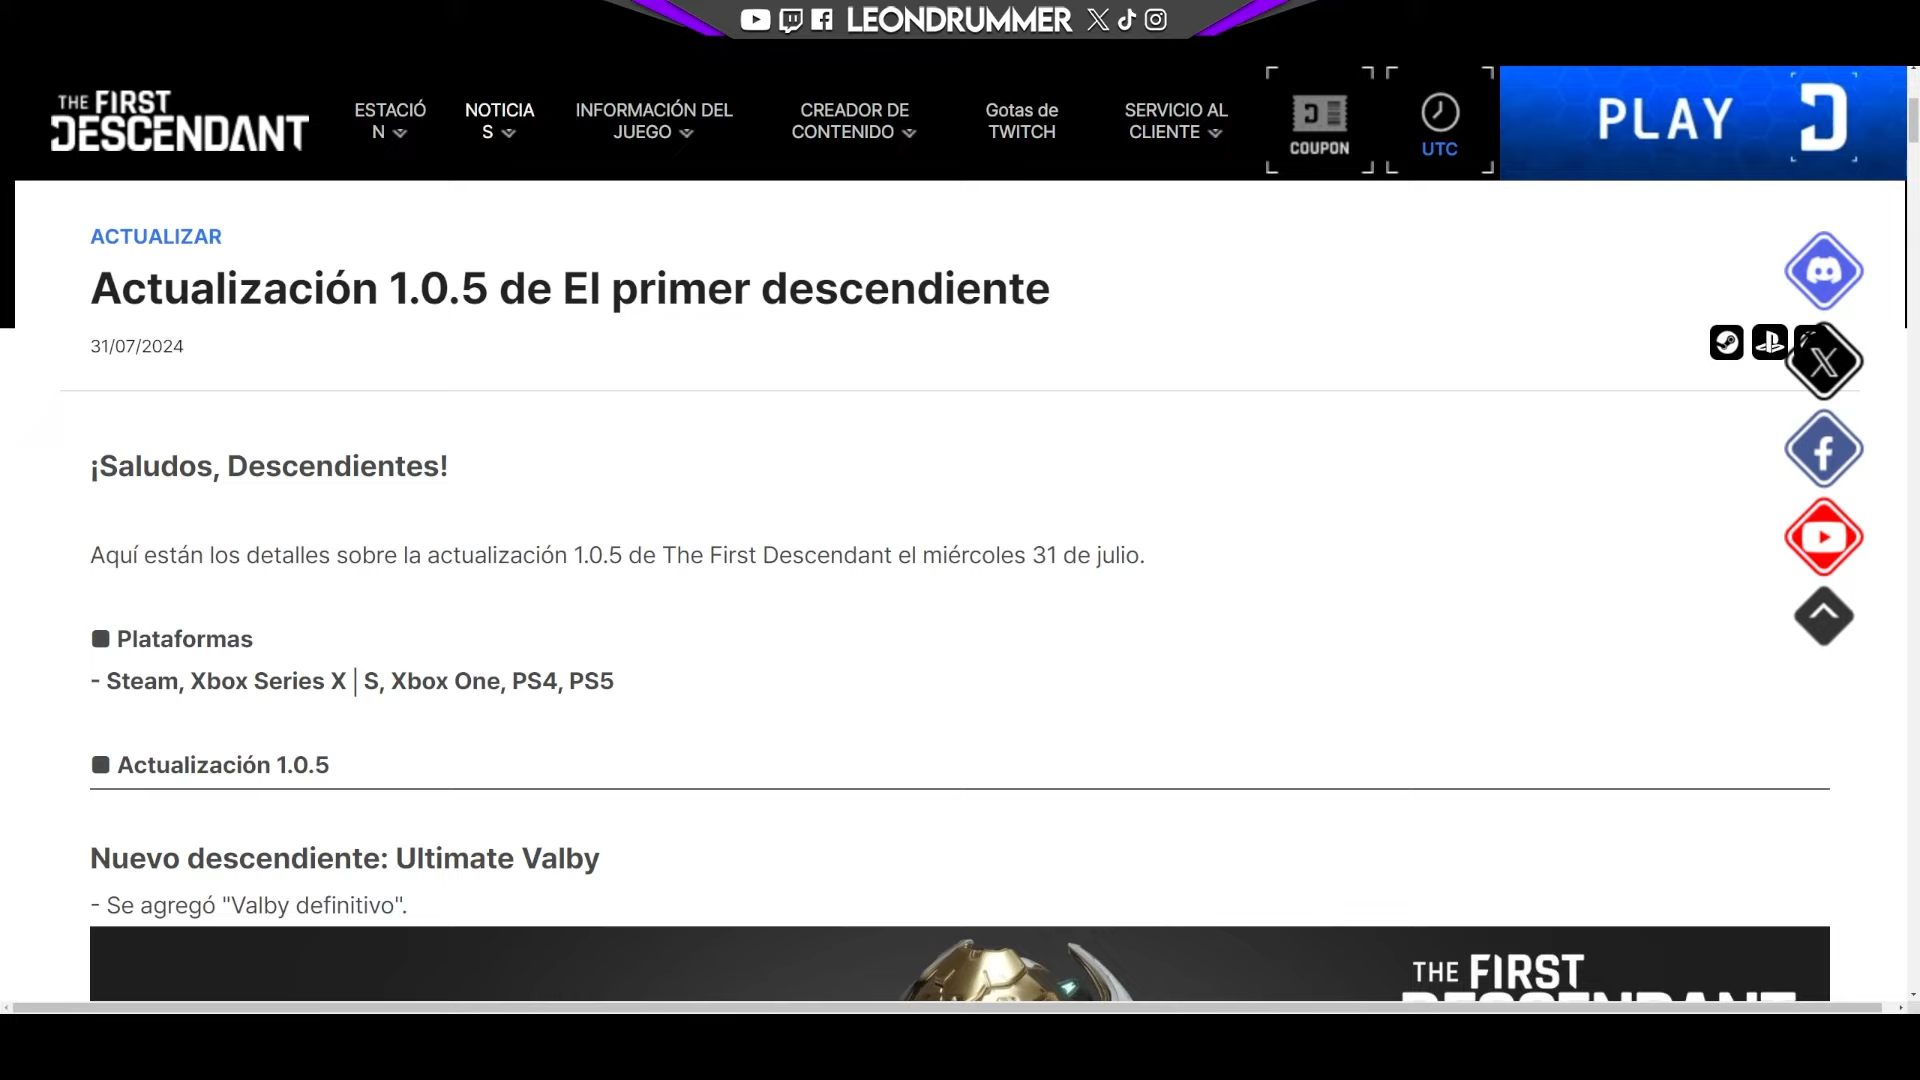 LEONDRUMMER
THE FIRST
DESCENDANT
ESTACIÓ
N
NOTICIA
S
INFORMACIÓN DEL
JUEGO
CREADOR DE
CONTENIDO
Gotas de
TWITCH
SERVICIO AL
CLIENTE
COUPON
UTC
PLAY
ACTUALIZAR
Actualización 1.0.5 de El primer descendiente
31/07/2024
¡Saludos, Descendientes!
Aquí están los detalles sobre la actualización 1.0.5 de The First Descendant el miércoles 31 de julio.
■ Plataformas
- Steam, Xbox Series X│S, Xbox One, PS4, PS5
■ Actualización 1.0.5
Nuevo descendiente: Ultimate Valby
- Se agregó "Valby definitivo".
THE FIRST
DESCENDANT